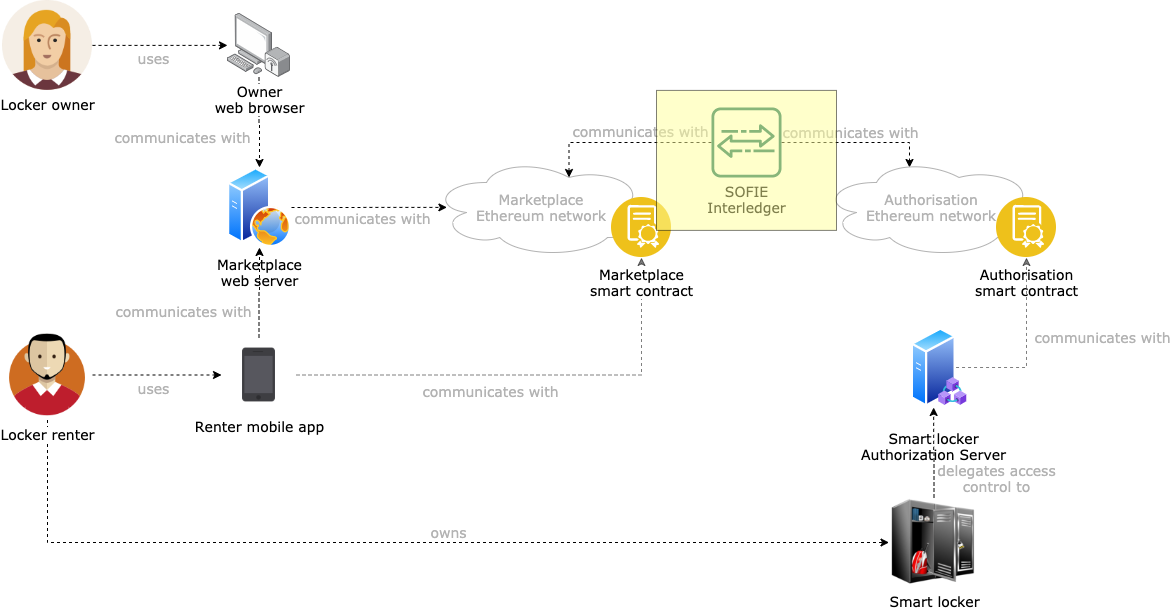 Locker owner
uses
Owner
web browser
communicates with
communicates with
communicates with
SOFIE
Interledger
Marketplace
Ethereum network
Authorisation
Ethereum network
communicates with
Marketplace
web server
Marketplace
smart contract
Authorisation
smart contract
communicates with
communicates with
Locker renter
uses
Renter mobile app
communicates with
Smart locker
Authorization Server
delegates access
control to
owns
Smart locker